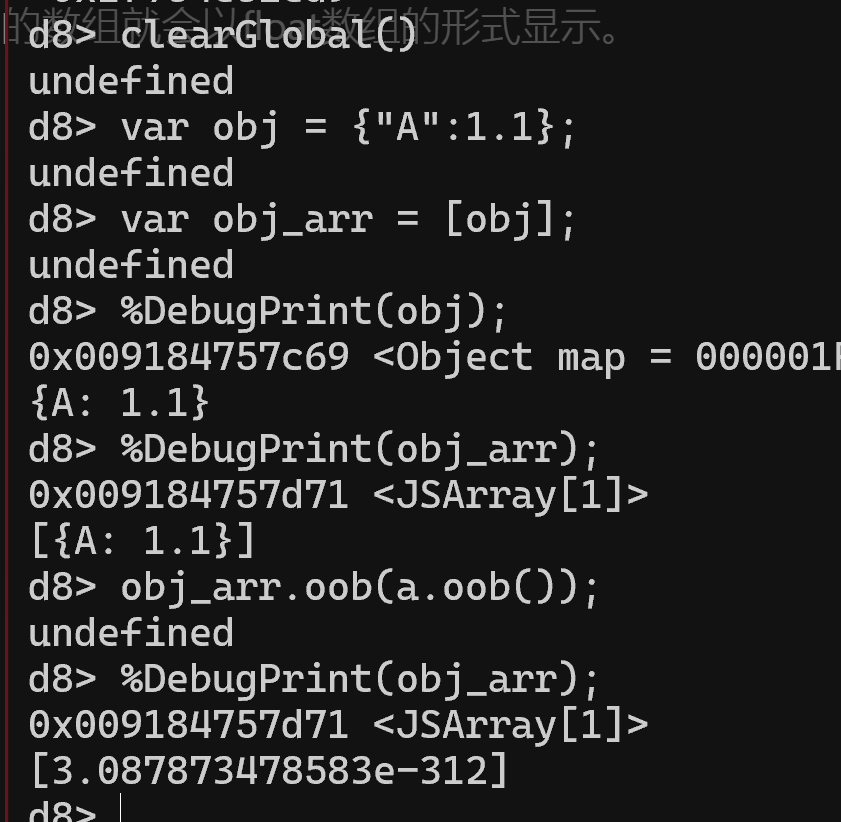 的数组就会以float数组的形式显示。
d8> clearGlobal()
undefined
d8> var obj = {"A":1.1};
undefined
d8> var obj_arr = [obj];
undefined
d8> %DebugPrint(obj);
0x009184757c69 <Object map = 000001
{A: 1.1}
d8> %DebugPrint(obj_arr);
0x009184757d71 <JSArray[1]>
[{A: 1.1}]
d8> obj_arr.oob(a.oob());
undefined
d8> %DebugPrint(obj_arr);
0x009184757d71 <JSArray[1]>
[3.087873478583e-312]
d8>